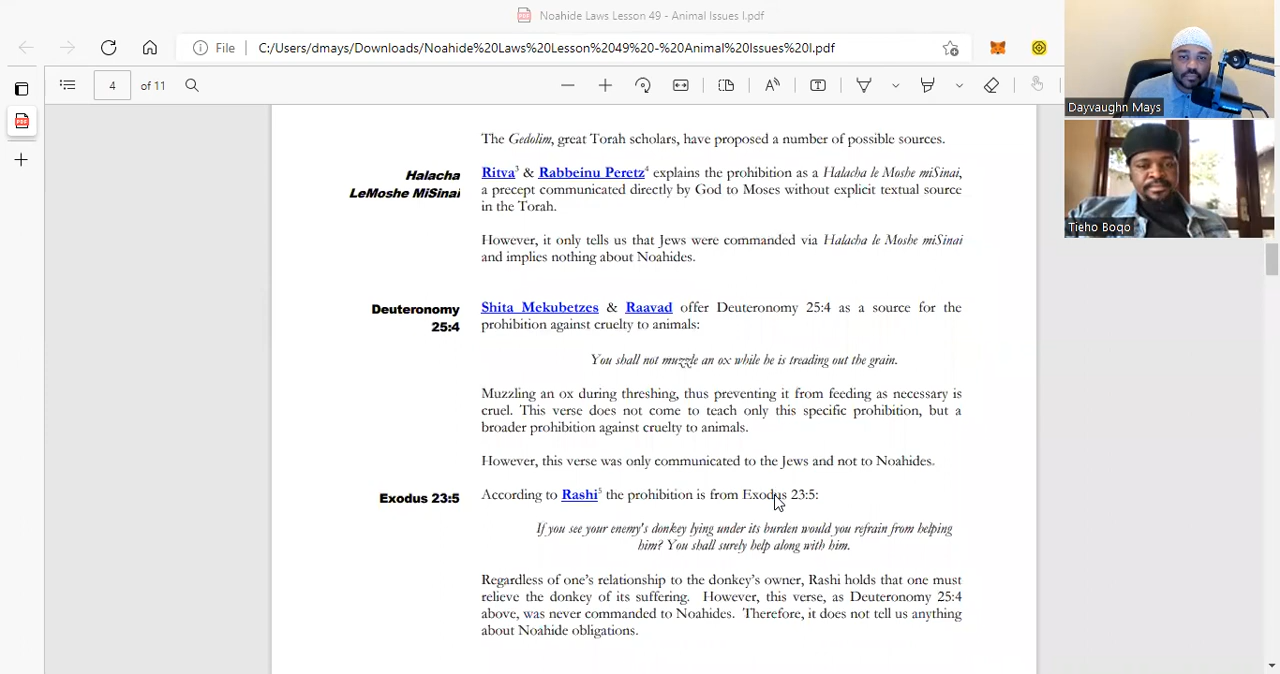 Noahide Laws Lesson 49 - Animal Issues I.pdf
File
C:/Users/dmays/Downloads/Noahide%20Laws%20Lesson%2049%20-%20Animal%20Issues%20I.pdf
4 of 11
Dayvaughn Mays
Tieho Boqo
The Gedolim, great Torah scholars, have proposed a number of possible sources.
Halacha
LeMoshe MiSinai
Ritva³ & Rabbeinu Peretz⁴ explains the prohibition as a Halacha le Moshe miSinai,
a precept communicated directly by God to Moses without explicit textual source
in the Torah.
However, it only tells us that Jews were commanded via Halacha le Moshe miSinai
and implies nothing about Noahides.
Deuteronomy
25:4
Shita Mekubetzes & Raavad offer Deuteronomy 25:4 as a source for the
prohibition against cruelty to animals:
You shall not muzzle an ox while he is treading out the grain.
Muzzling an ox during threshing, thus preventing it from feeding as necessary is
cruel. This verse does not come to teach only this specific prohibition, but a
broader prohibition against cruelty to animals.
However, this verse was only communicated to the Jews and not to Noahides.
Exodus 23:5
According to Rashi⁵ the prohibition is from Exodus 23:5:
If you see your enemy's donkey lying under its burden would you refrain from helping
him? You shall surely help along with him.
Regardless of one's relationship to the donkey's owner, Rashi holds that one must
relieve the donkey of its suffering. However, this verse, as Deuteronomy 25:4
above, was never commanded to Noahides. Therefore, it does not tell us anything
about Noahide obligations.